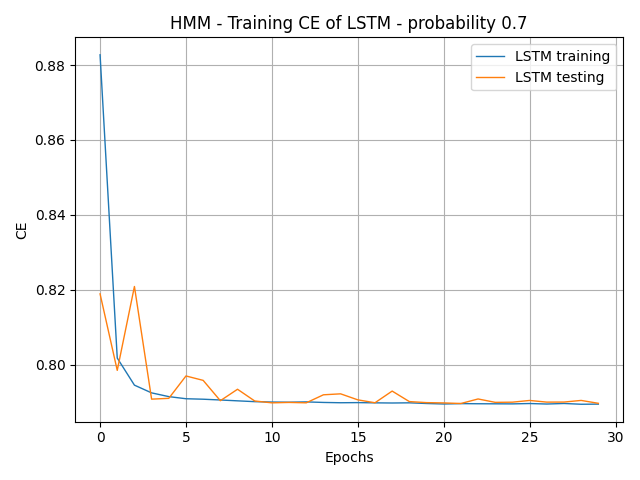 HMM - Training CE of LSTM - probability 0.7
LSTM training
LSTM testing
0.88
0.86
0.84
0.82
0.80
CE
0 5 10 15 20 25 30
Epochs